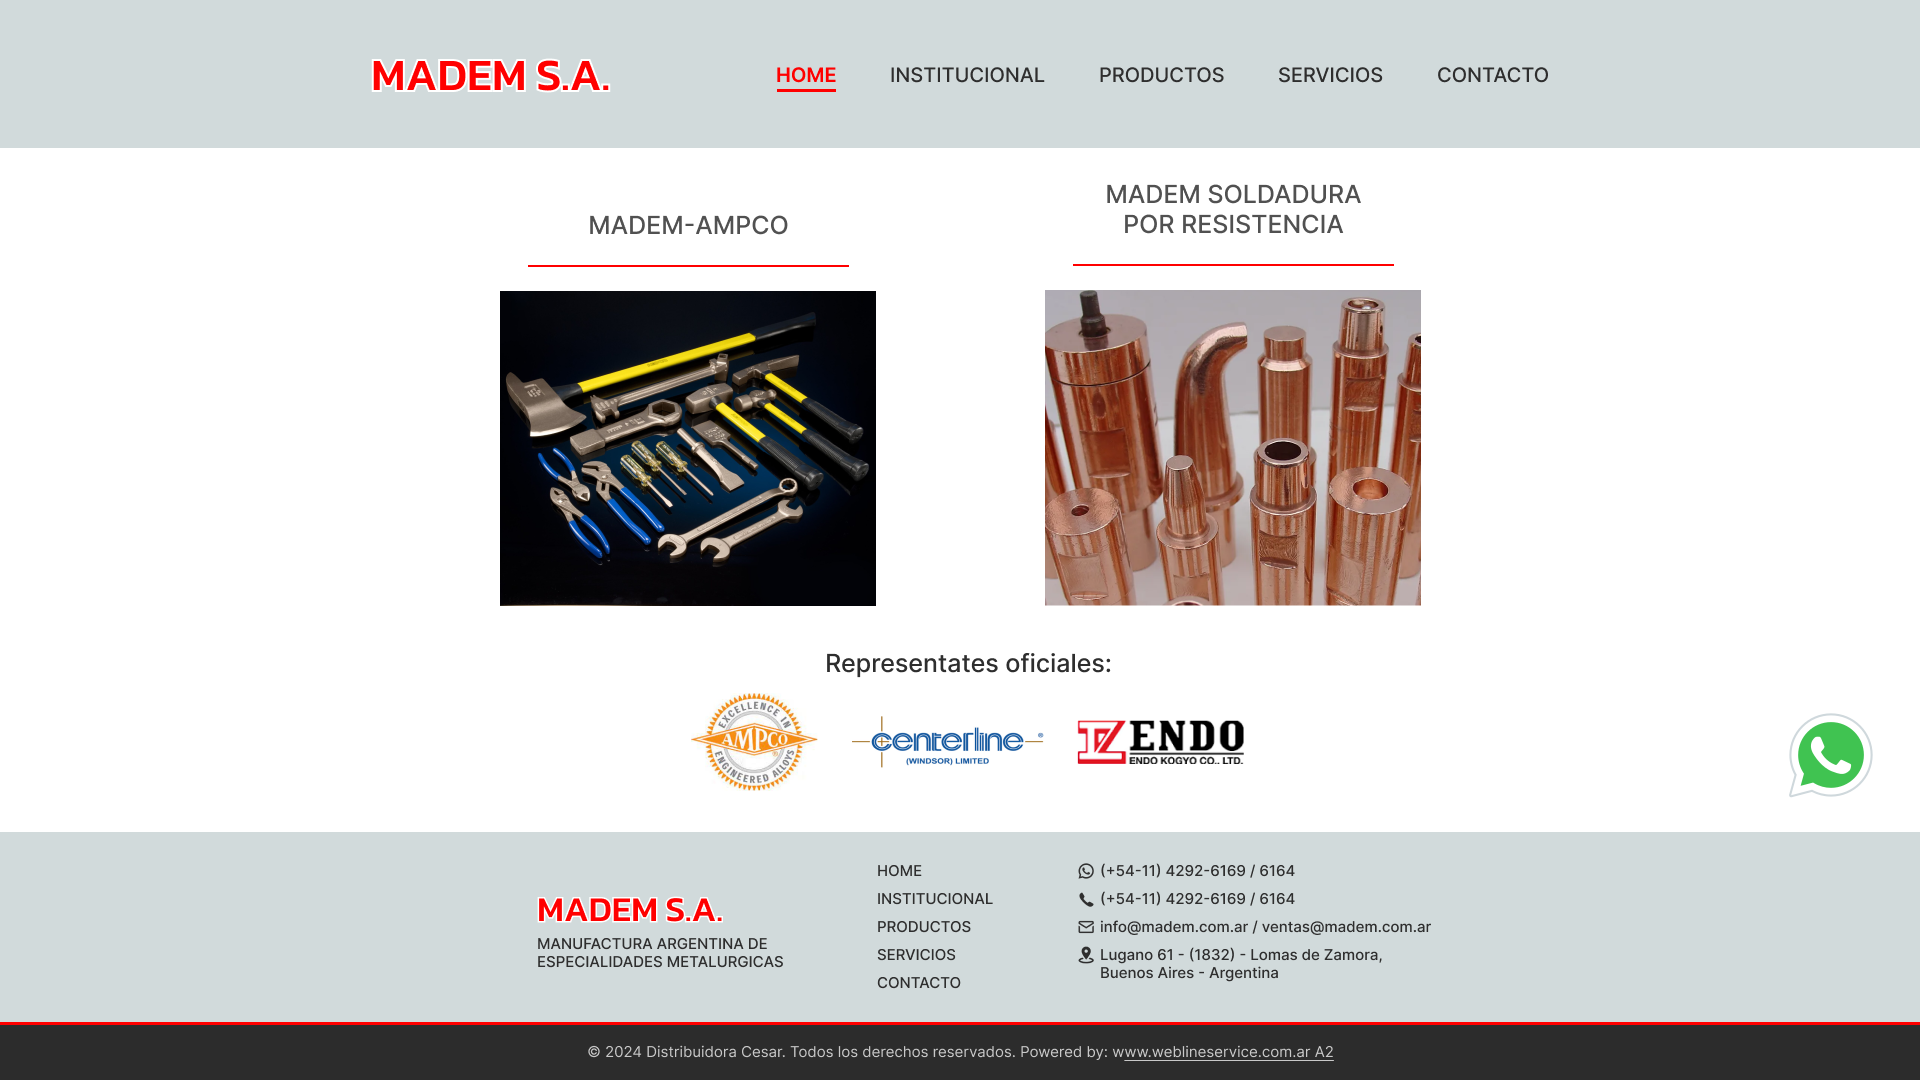 MADEM S.A.
HOME
INSTITUCIONAL
PRODUCTOS
SERVICIOS
CONTACTO
MADEM-AMPCO
MADEM SOLDADURA
POR RESISTENCIA
Representates oficiales:
EXCELLENCE IN
AMPCO
ENGINEERED ALLOYS
centerline ®
(WINDSOR) LIMITED
ENDO
ENDO KOGYO CO., LTD.
MADEM S.A.
MANUFACTURA ARGENTINA DE
ESPECIALIDADES METALURGICAS
HOME
INSTITUCIONAL
PRODUCTOS
SERVICIOS
CONTACTO
(+54-11) 4292-6169 / 6164
(+54-11) 4292-6169 / 6164
info@madem.com.ar / ventas@madem.com.ar
Lugano 61 - (1832) - Lomas de Zamora,
Buenos Aires - Argentina
© 2024 Distribuidora Cesar. Todos los derechos reservados. Powered by: www.weblineservice.com.ar A2